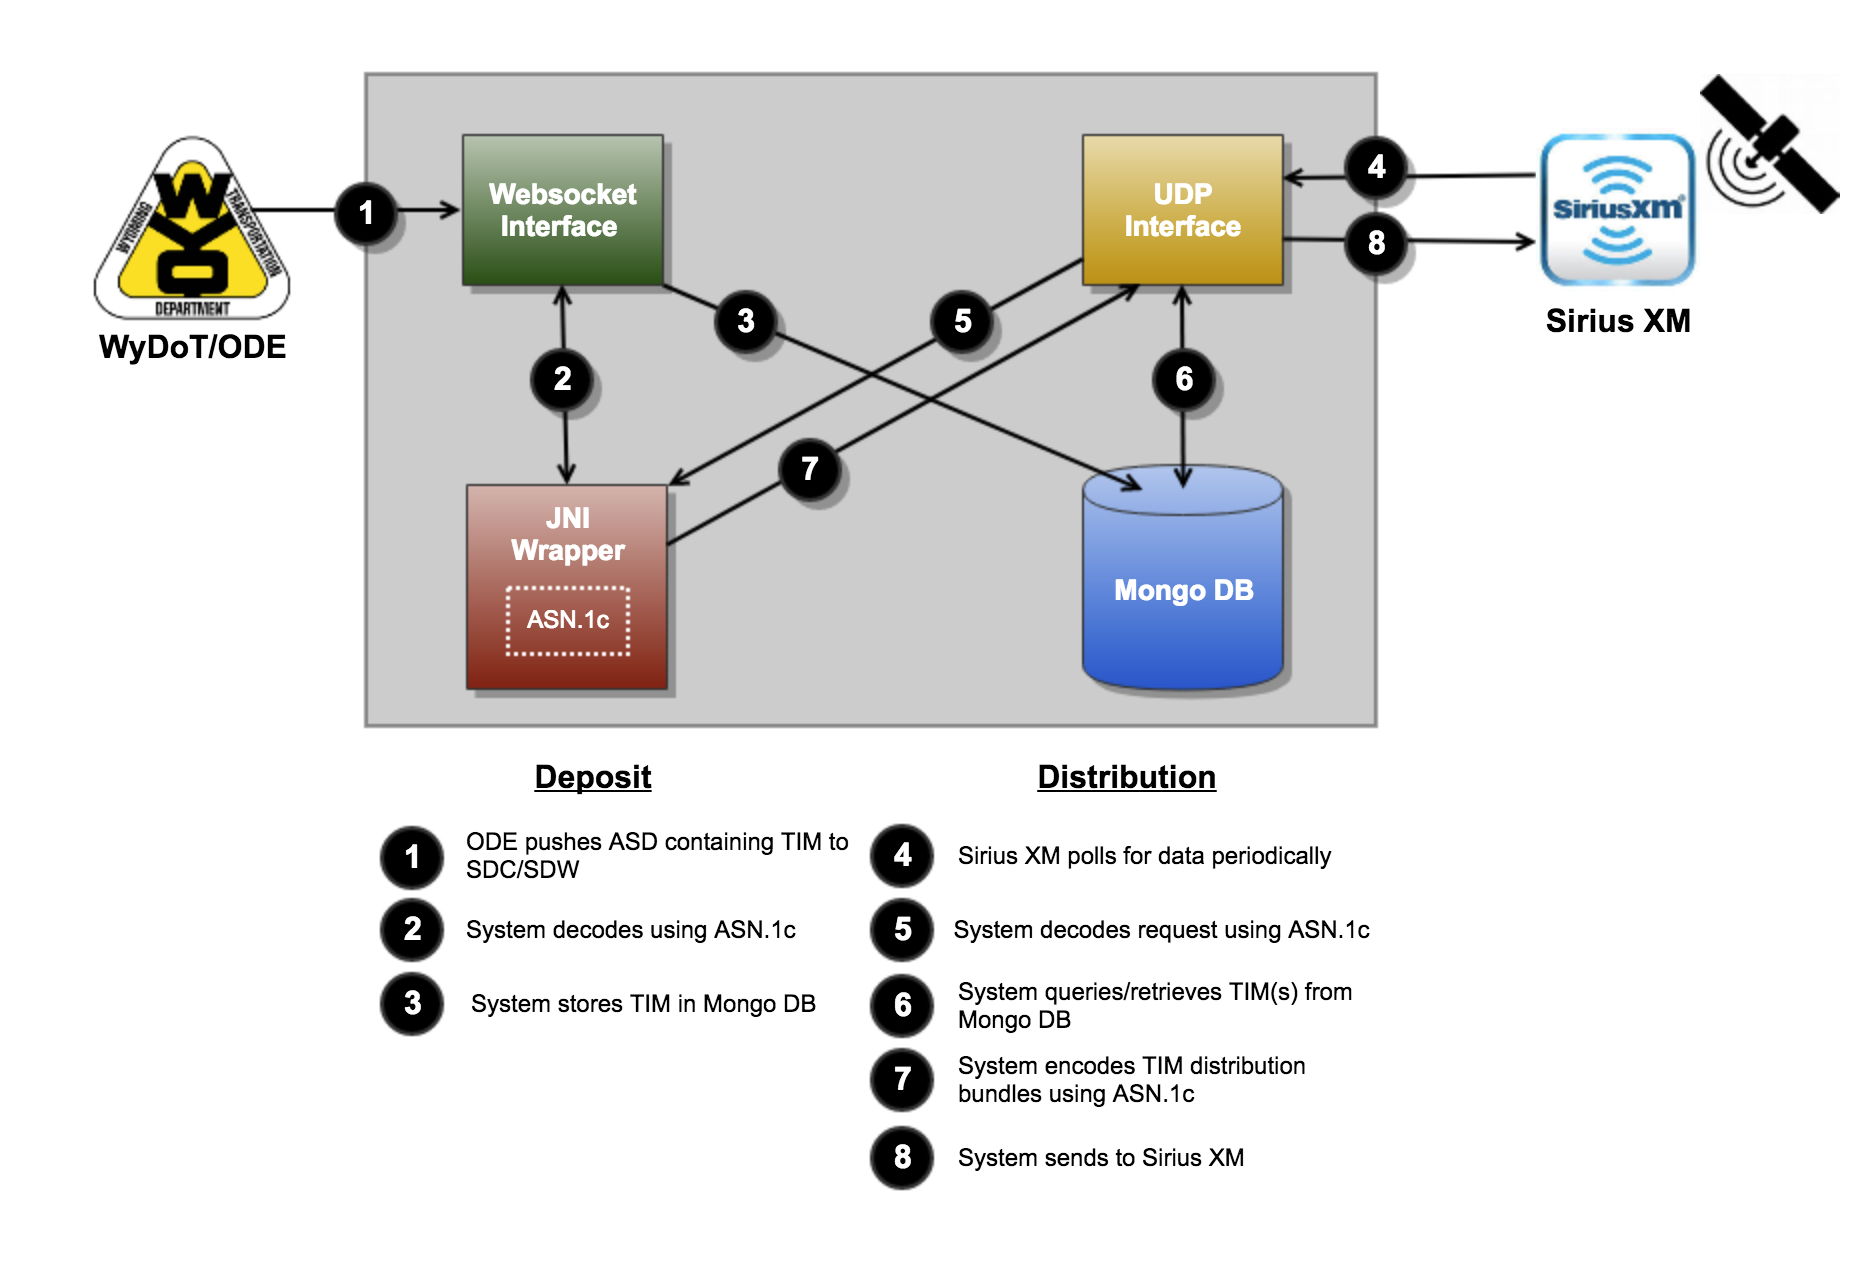 WYO
WYOMING
TRANSPORTATION
DEPARTMENT
WyDoT/ODE
1
Websocket
Interface
UDP
Interface
4
8
SiriusXM
Sirius XM
3
5
2
6
7
JNI
Wrapper
ASN.1c
Mongo DB
Deposit
1
ODE pushes ASD containing TIM to
SDC/SDW
2
System decodes using ASN.1c
3
System stores TIM in Mongo DB
Distribution
4
Sirius XM polls for data periodically
5
System decodes request using ASN.1c
6
System queries/retrieves TIM(s) from
Mongo DB
7
System encodes TIM distribution
bundles using ASN.1c
8
System sends to Sirius XM